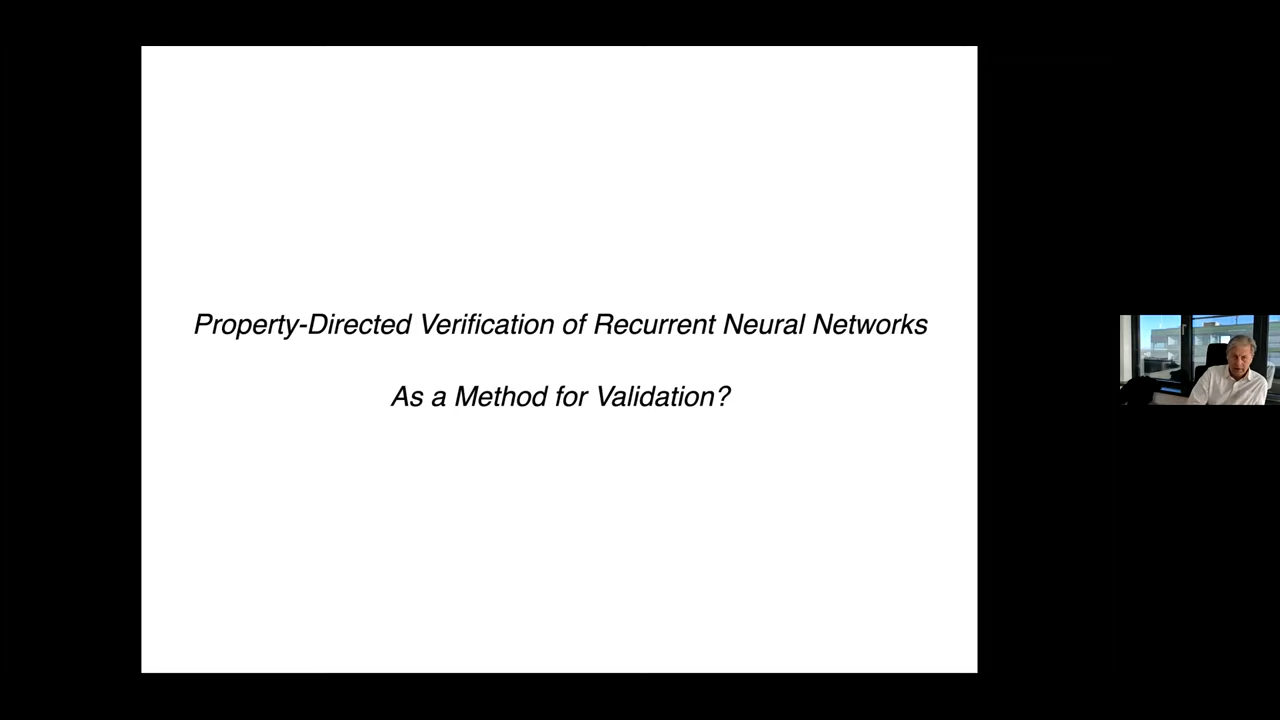 Property-Directed Verification of Recurrent Neural Networks
As a Method for Validation?